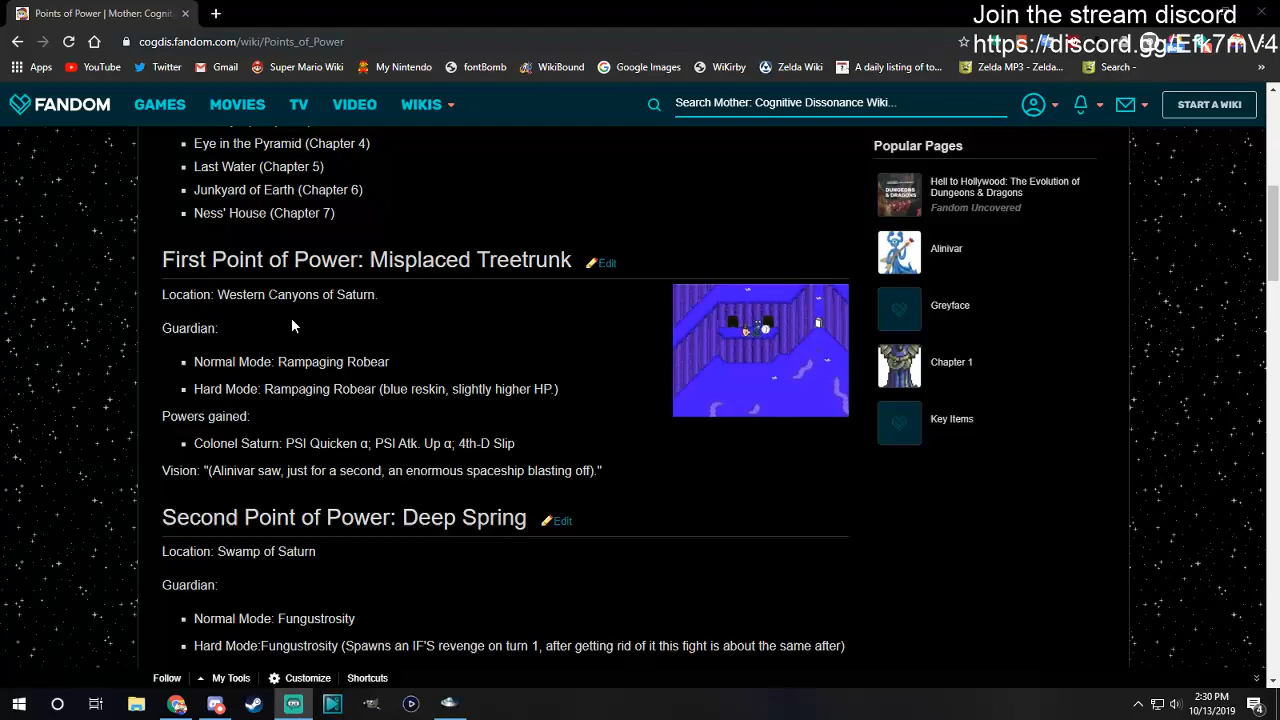 Points of Power | Mother: Cognit
Join the stream discord
https://discord.gg/Efk7mV4
cogdis.fandom.com/wiki/Points_of_Power
Apps YouTube Twitter Gmail Super Mario Wiki My Nintendo SpotBomb WikiBound Google Images WiKirby Zelda Wiki A daily listing of to... Zelda MP3 - Zelda... Search -
FANDOM GAMES MOVIES TV VIDEO WIKIS Search Mother: Cognitive Dissonance Wiki... START A WIKI
Eye in the Pyramid (Chapter 4)
Last Water (Chapter 5)
Junkyard of Earth (Chapter 6)
Ness' House (Chapter 7)
First Point of Power: Misplaced Treetrunk Edit
Location: Western Canyons of Saturn.
Guardian:
Normal Mode: Rampaging Robear
Hard Mode: Rampaging Robear (blue reskin, slightly higher HP.)
Powers gained:
Colonel Saturn: PSI Quicken α; PSI Atk. Up α; 4th-D Slip
Vision: "(Alinivar saw, just for a second, an enormous spaceship blasting off)."
Second Point of Power: Deep Spring Edit
Location: Swamp of Saturn
Guardian:
Normal Mode: Fungustrosity
Hard Mode:Fungustrosity (Spawns an IF'S revenge on turn 1, after getting rid of it this fight is about the same after)
Popular Pages
DUNGEONS & DRAGONS
Hell to Hollywood: The Evolution of
Dungeons & Dragons
Fandom Uncovered
Alinivar
Greyface
Chapter 1
Key Items
Follow My Tools Customize Shortcuts
2:30 PM
10/13/2019
4